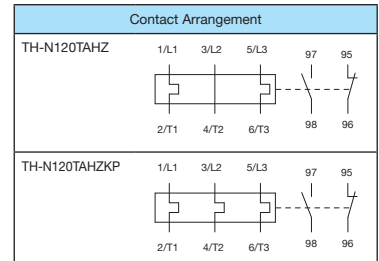 Contact Arrangement
TH-N120TAHZ
1/L1 3/L2 5/L3 97 95
2/T1 4/T2 6/T3 98 96
TH-N120TAHZKP
1/L1 3/L2 5/L3 97 95
2/T1 4/T2 6/T3 98 96